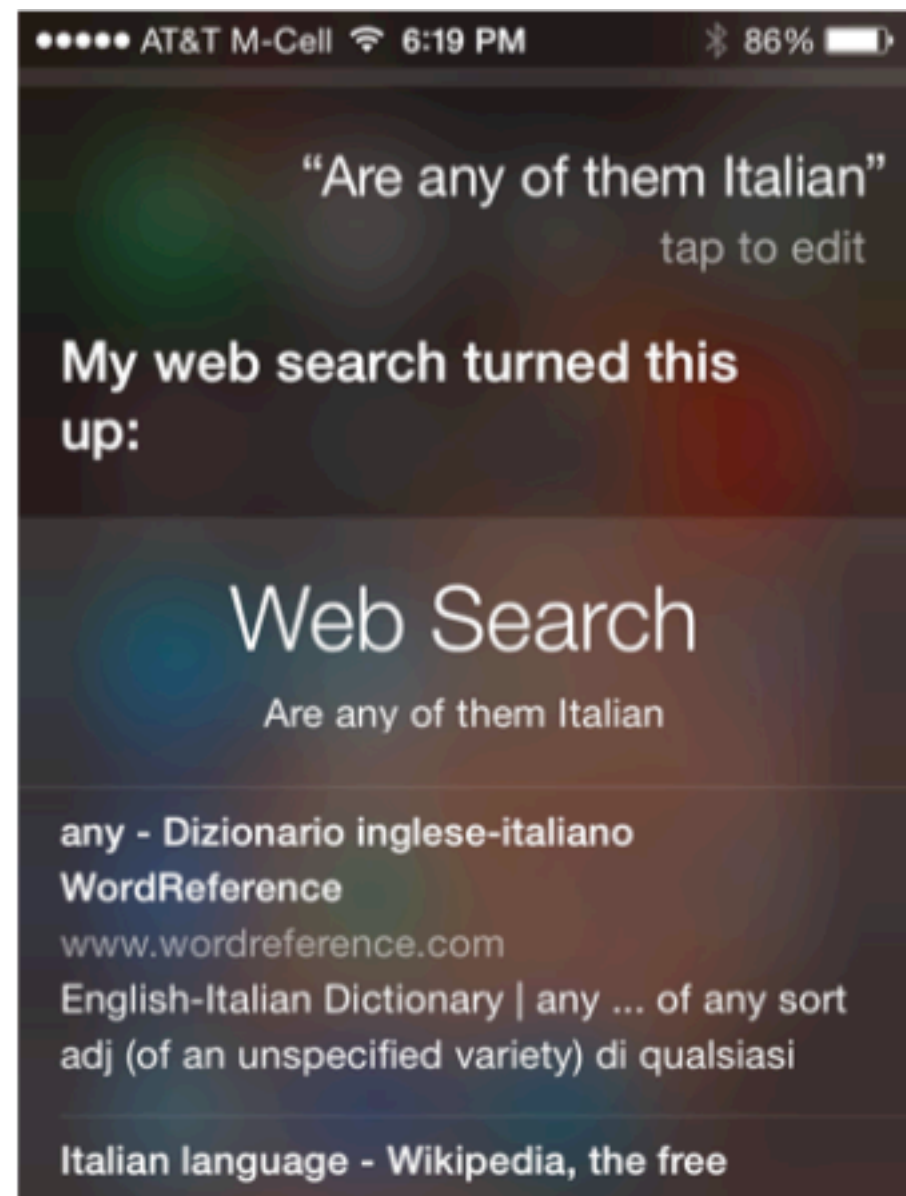 ●●●●● AT&T M-Cell 6:19 PM 86%
“Are any of them Italian”
tap to edit
My web search turned this
up:
Web Search
Are any of them Italian
any - Dizionario inglese-italiano
WordReference
www.wordreference.com
English-Italian Dictionary | any ... of any sort
adj (of an unspecified variety) di qualsiasi
Italian language - Wikipedia, the free